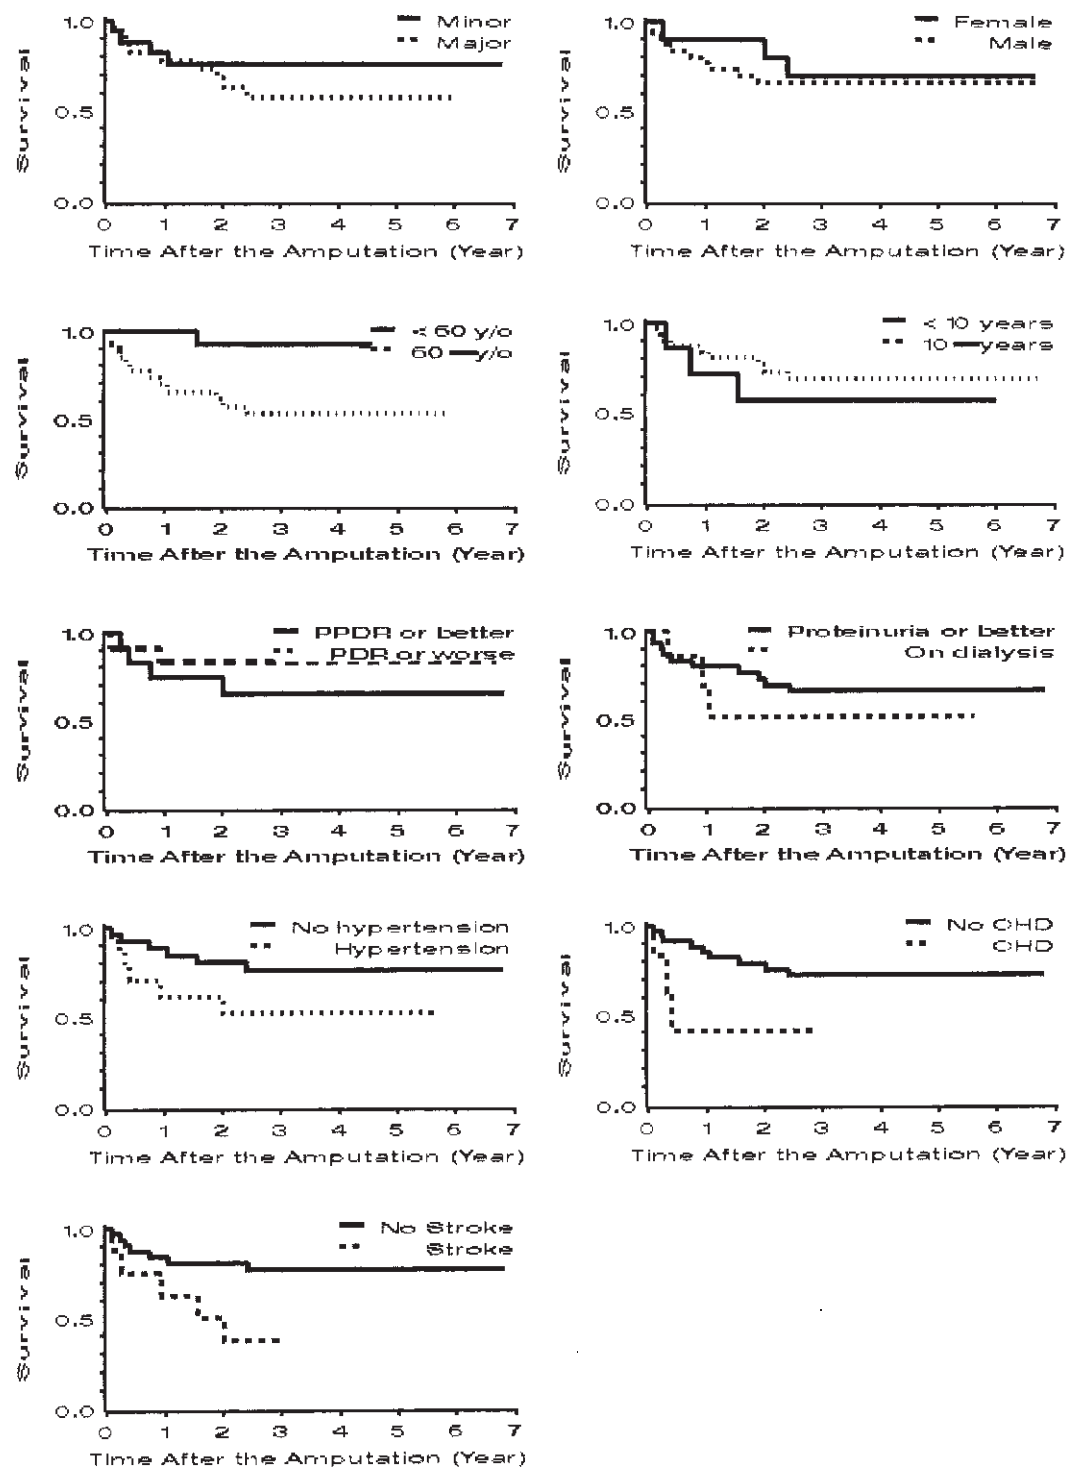 1.0
Minor
Major
Survival
0.5
0.0
0 1 2 3 4 5 6 7
Time After the Amputation (Year)
1.0
Female
Male
Survival
0.5
0.0
0 1 2 3 4 5 6 7
Time After the Amputation (Year)
1.0
< 60 y/o
60 — y/o
Survival
0.5
0.0
0 1 2 3 4 5 6 7
Time After the Amputation (Year)
1.0
< 10 years
10 — years
Survival
0.5
0.0
0 1 2 3 4 5 6 7
Time After the Amputation (Year)
1.0
PPDR or better
PDR or worse
Survival
0.5
0.0
0 1 2 3 4 5 6 7
Time After the Amputation (Year)
1.0
Proteinuria or better
On dialysis
Survival
0.5
0.0
0 1 2 3 4 5 6 7
Time After the Amputation (Year)
1.0
No hypertension
Hypertension
Survival
0.5
0.0
0 1 2 3 4 5 6 7
Time After the Amputation (Year)
1.0
No CHD
CHD
Survival
0.5
0.0
0 1 2 3 4 5 6 7
Time After the Amputation (Year)
1.0
No Stroke
Stroke
Survival
0.5
0.0
0 1 2 3 4 5 6 7
Time After the Amputation (Year)